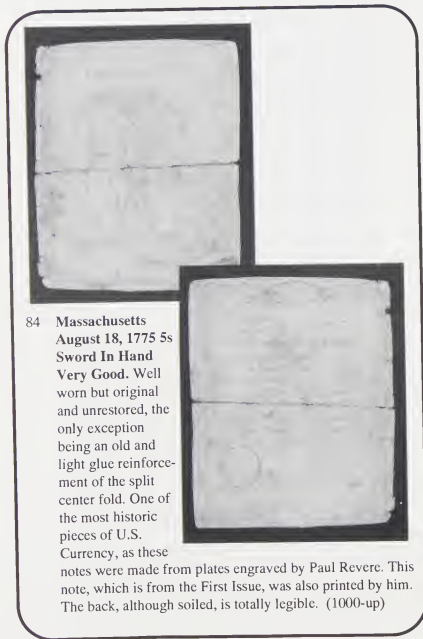 84 Massachusetts
August 18, 1775 5s
Sword In Hand
Very Good. Well
worn but original
and unrestored, the
only exception
being an old and
light glue reinforce-
ment of the split
center fold. One of
the most historic
pieces of U.S.
Currency, as these
notes were made from plates engraved by Paul Revere. This
note, which is from the First Issue, was also printed by him.
The back, although soiled, is totally legible. (1000-up)